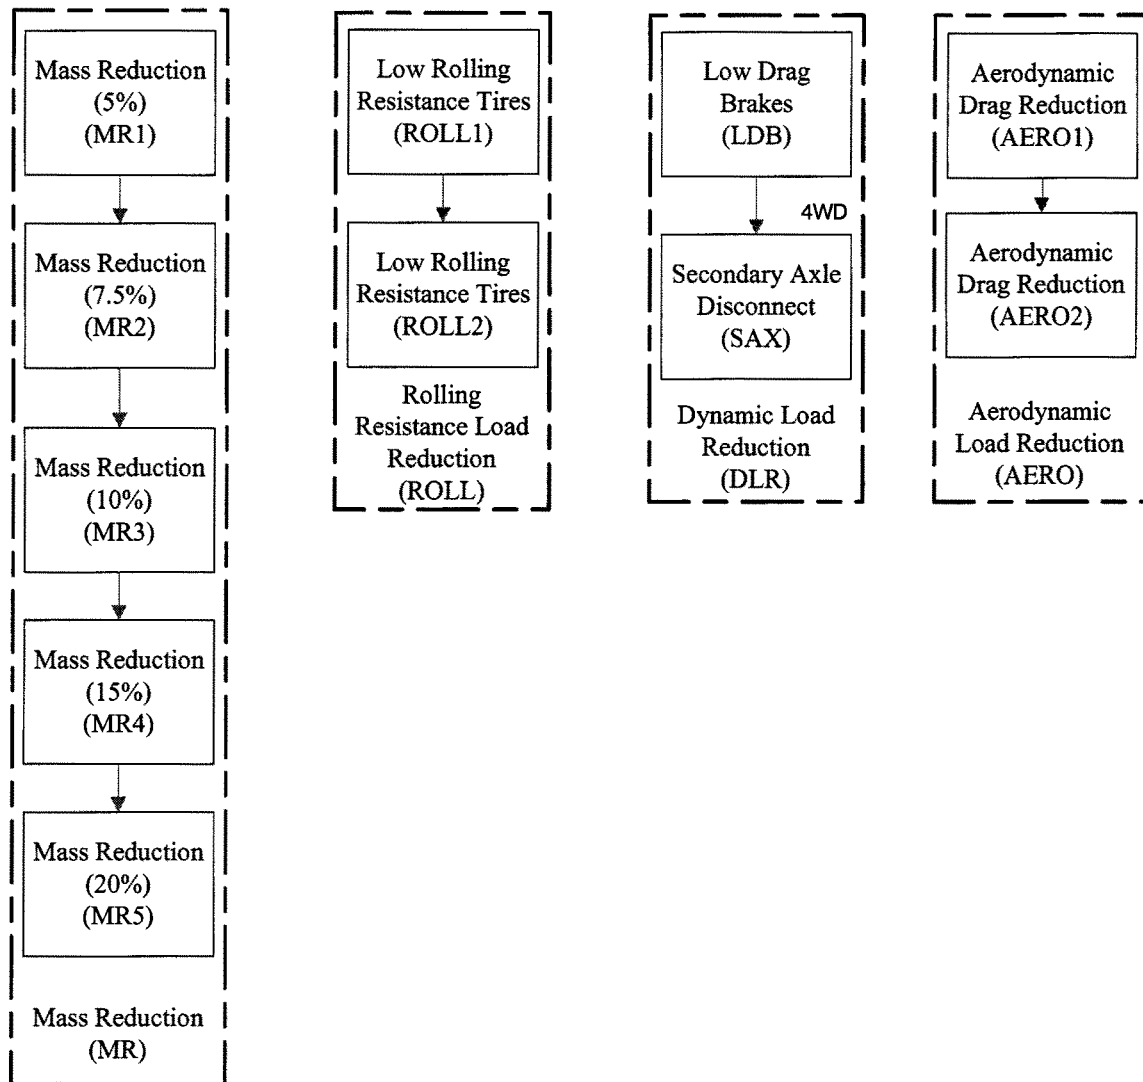 Mass Reduction
(5%)
(MR1)
Mass Reduction
(7.5%)
(MR2)
Mass Reduction
(10%)
(MR3)
Mass Reduction
(15%)
(MR4)
Mass Reduction
(20%)
(MR5)
Mass Reduction
(MR)
Low Rolling
Resistance Tires
(ROLL1)
Low Rolling
Resistance Tires
(ROLL2)
Rolling
Resistance Load
Reduction
(ROLL)
Low Drag
Brakes
(LDB)
4WD
Secondary Axle
Disconnect
(SAX)
Dynamic Load
Reduction
(DLR)
Aerodynamic
Drag Reduction
(AERO1)
Aerodynamic
Drag Reduction
(AERO2)
Aerodynamic
Load Reduction
(AERO)